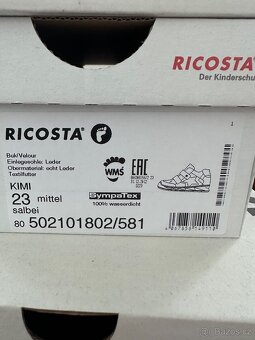 RICOSTA
Der Kinderschu
RICOSTA
1
Buk/Velour
Einlegesohle: Leder
Obermaterial: echt Leder
Textilfutter
WMS
EAC
KIMI
23 mittel
salbei
SympaTex
100% wasserdicht
80 502101802/581